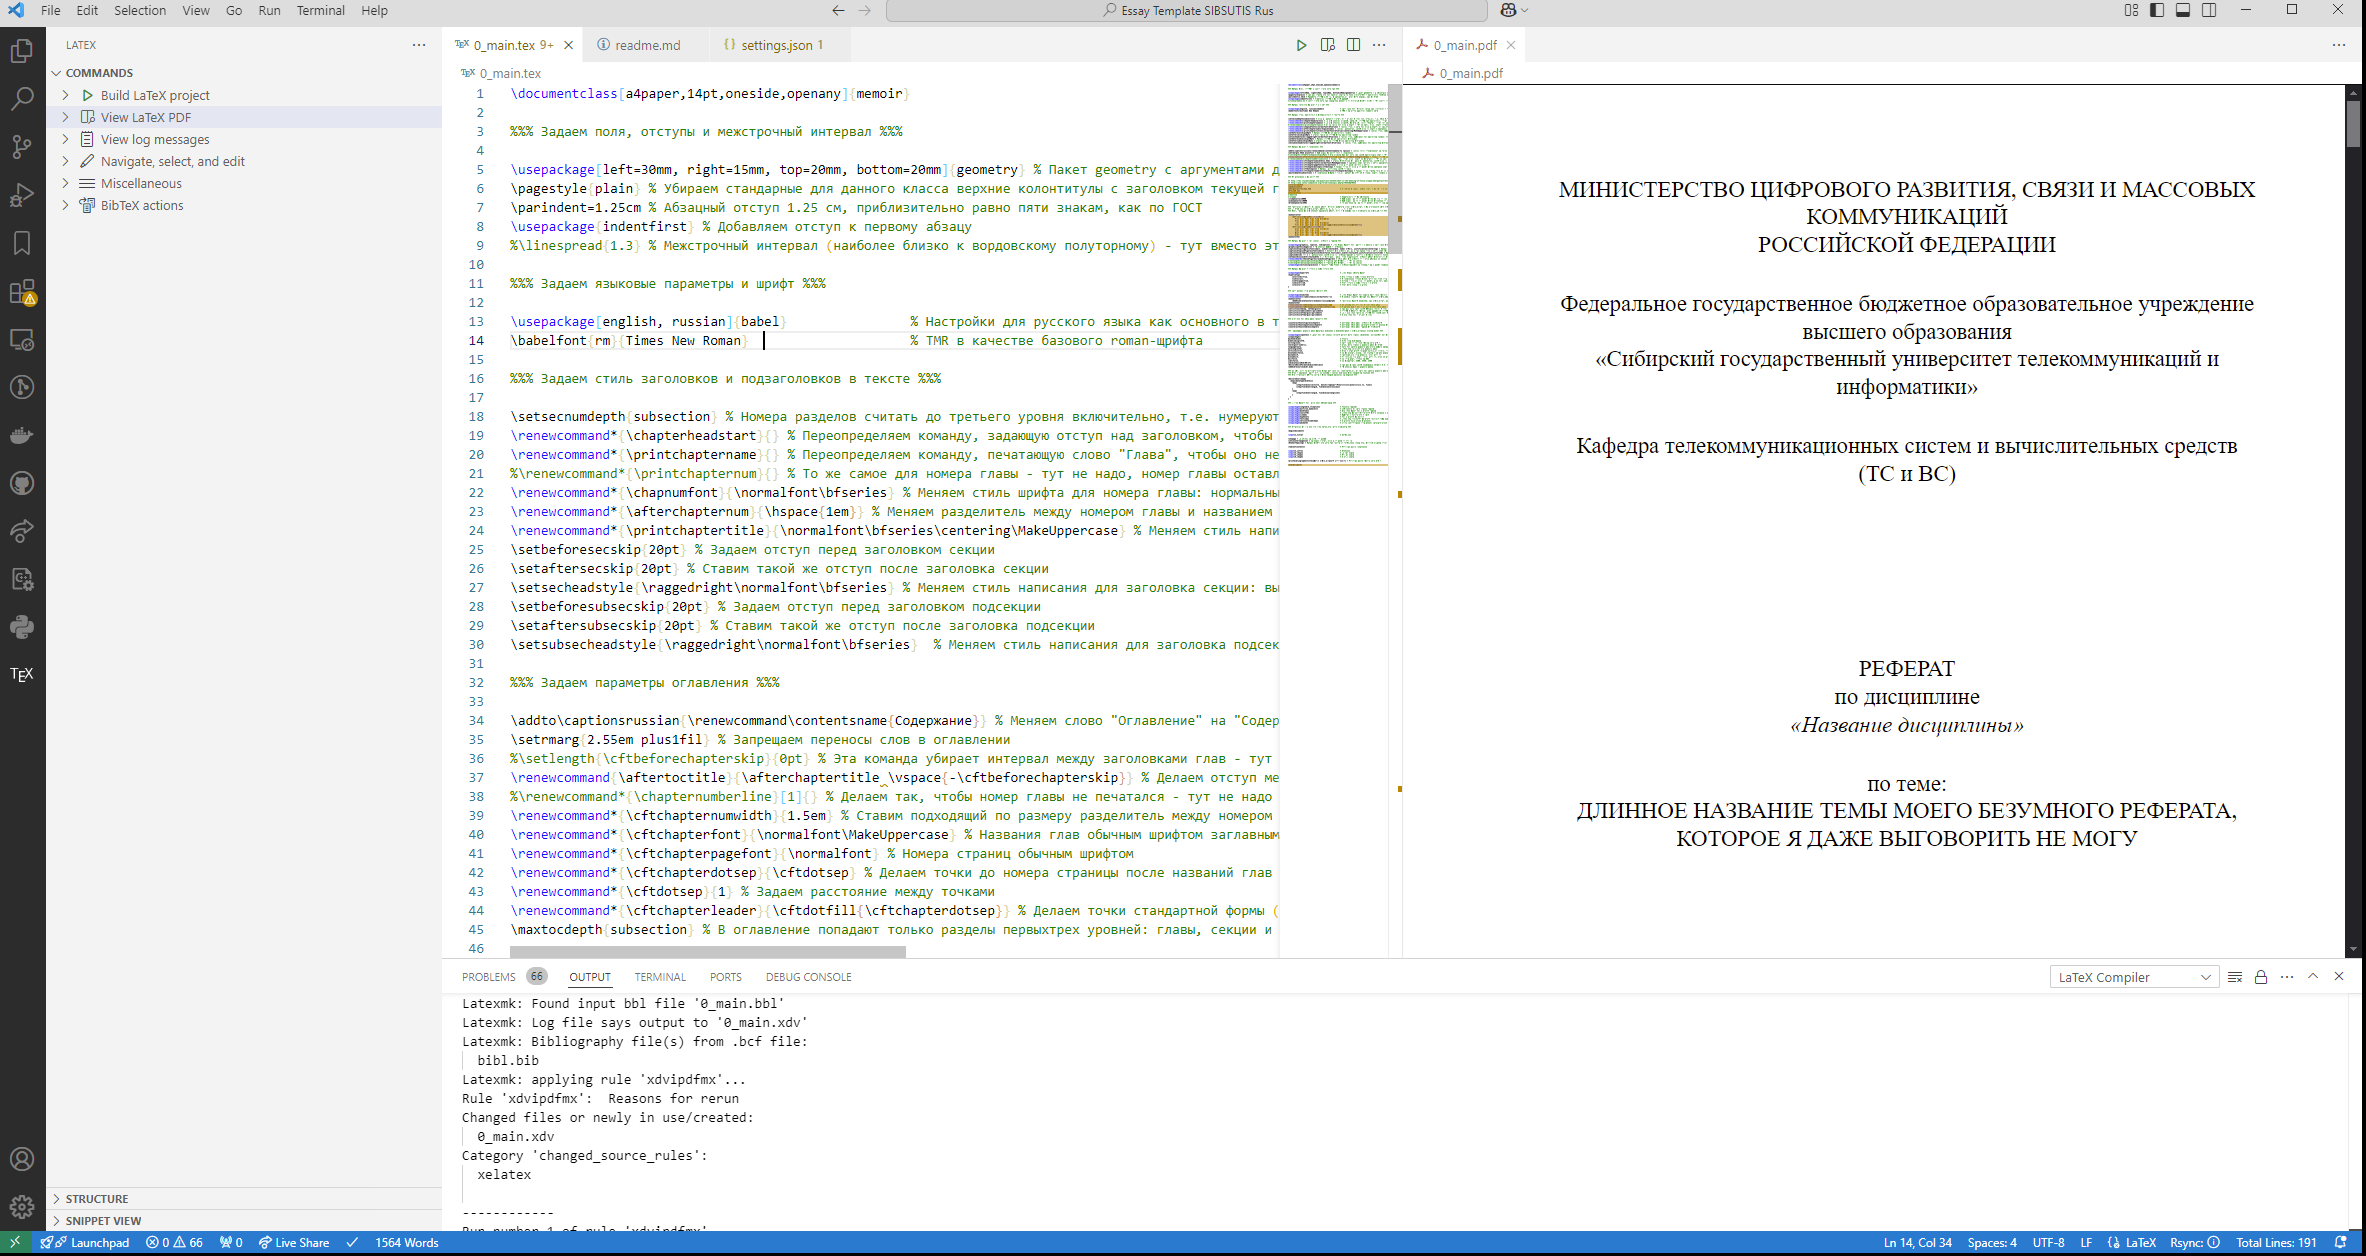 File Edit Selection View Go Run Terminal Help
Essay Template SIBSUTIS Rus
LATEX
COMMANDS
Build LaTeX project
View LaTeX PDF
View log messages
Navigate, select, and edit
Miscellaneous
BibTeX actions
STRUCTURE
SNIPPET VIEW
TEX
TEX 0_main.tex 9+
readme.md
{} settings.json 1
TEX 0_main.tex
1 \documentclass[a4paper,14pt,oneside,openany]{memoir}
2
3 %%% Задаем поля, отступы и межстрочный интервал %%%
4
5 \usepackage[left=30mm, right=15mm, top=20mm, bottom=20mm]{geometry} % Пакет geometry с аргументами д
6 \pagestyle{plain} % Убираем стандартные для данного класса верхние колонтитулы с заголовком текущей г
7 \parindent=1.25cm % Абзацный отступ 1.25 см, приблизительно равно пяти знакам, как по ГОСТ
8 \usepackage{indentfirst} % Добавляем отступ к первому абзацу
9 %\linespread{1.3} % Межстрочный интервал (наиболее близко к вордовскому полуторному) - тут вместо эт
10
11 %%% Задаем языковые параметры и шрифт %%%
12
13 \usepackage[english, russian]{babel} % Настройки для русского языка как основного в т
14 \babelfont{rm}{Times New Roman} % TMR в качестве базового roman-щрифта
15
16 %%% Задаем стиль заголовков и подзаголовков в тексте %%%
17
18 \setsecnumdepth{subsection} % Номера разделов считать до третьего уровня включительно, т.е. нумеруют
19 \renewcommand*{\chapterheadstart}{} % Переопределяем команду, задающую отступ над заголовком, чтобы
20 \renewcommand*{\printchaptername}{} % Переопределяем команду, печатающую слово "Глава", чтобы оно не
21 %\renewcommand*{\printchapternum}{} % То же самое для номера главы - тут не надо, номер главы оставл
22 \renewcommand*{\chapnumfont}{\normalfont\bfseries} % Меняем стиль шрифта для номера главы: нормальны
23 \renewcommand*{\afterchapternum}{\hspace{1em}} % Меняем разделитель между номером главы и названием
24 \renewcommand*{\printchaptertitle}{\normalfont\bfseries\centering\MakeUppercase} % Меняем стиль напи
25 \setbeforesecskip{20pt} % Задаем отступ перед заголовком секции
26 \setaftersecskip{20pt} % Ставим такой же отступ после заголовка секции
27 \setsecheadstyle{\raggedright\normalfont\bfseries} % Меняем стиль написания для заголовка секции: вы
28 \setbeforesubsecskip{20pt} % Задаем отступ перед заголовком подсекции
29 \setaftersubsecskip{20pt} % Ставим такой же отступ после заголовка подсекции
30 \setsubsecheadstyle{\raggedright\normalfont\bfseries} % Меняем стиль написания для заголовка подсек
31
32 %%% Задаем параметры оглавления %%%
33
34 \addto\captionsrussian{\renewcommand\contentsname{Содержание}} % Меняем слово "Оглавление" на "Содер
35 \setrmarg{2.55em plus1fil} % Запрещаем переносы слов в оглавлении
36 %\setlength{\cftbeforechapterskip}{0pt} % Эта команда убирает интервал между заголовками глав - тут
37 \renewcommand{\aftertoctitle}{\afterchaptertitle \vspace{-\cftbeforechapterskip}} % Делаем отступ ме
38 %\renewcommand*{\chapternumberline}[1]{} % Делаем так, чтобы номер главы не печатался - тут не надо
39 \renewcommand*{\cftchapternumwidth}{1.5em} % Ставим подходящий по размеру разделитель между номером
40 \renewcommand*{\cftchapterfont}{\normalfont\MakeUppercase} % Названия глав обычным шрифтом заглавным
41 \renewcommand*{\cftchapterpagefont}{\normalfont} % Номера страниц обычным шрифтом
42 \renewcommand*{\cftchapterdotsep}{\cftdotsep} % Делаем точки до номера страницы после названий глав
43 \renewcommand*{\cftdotsep}{1} % Задаем расстояние между точками
44 \renewcommand*{\cftchapterleader}{\cftdotfill{\cftchapterdotsep}} % Делаем точки стандартной формы (
45 \maxtocdepth{subsection} % В оглавление попадают только разделы первыхтрех уровней: главы, секции и
46
0_main.pdf
0_main.pdf
МИНИСТЕРСТВО ЦИФРОВОГО РАЗВИТИЯ, СВЯЗИ И МАССОВЫХ
КОММУНИКАЦИЙ
РОССИЙСКОЙ ФЕДЕРАЦИИ
Федеральное государственное бюджетное образовательное учреждение
высшего образования
«Сибирский государственный университет телекоммуникаций и
информатики»
Кафедра телекоммуникационных систем и вычислительных средств
(ТС и ВС)
РЕФЕРАТ
по дисциплине
«Название дисциплины»
по теме:
ДЛИННОЕ НАЗВАНИЕ ТЕМЫ МОЕГО БЕЗУМНОГО РЕФЕРАТА,
КОТОРОЕ Я ДАЖЕ ВЫГОВОРИТЬ НЕ МОГУ
PROBLEMS 66 OUTPUT TERMINAL PORTS DEBUG CONSOLE
LaTeX Compiler
Latexmk: Found input bbl file '0_main.bbl'
Latexmk: Log file says output to '0_main.xdv'
Latexmk: Bibliography file(s) from .bcf file:
bibl.bib
Latexmk: applying rule 'xdvipdfmx'...
Rule 'xdvipdfmx': Reasons for rerun
Changed files or newly in use/created:
0_main.xdv
Category 'changed_source_rules':
xelatex
------------
Run number 1 of rule 'xdvipdfmx'
Launchpad 0 66 0 Live Share 1564 Words
Ln 14, Col 34 Spaces: 4 UTF-8 LF {} LaTeX Rsync: Total Lines: 191